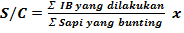 S/C = Σ IB yang dilakukan / Σ Sapi yang bunting x